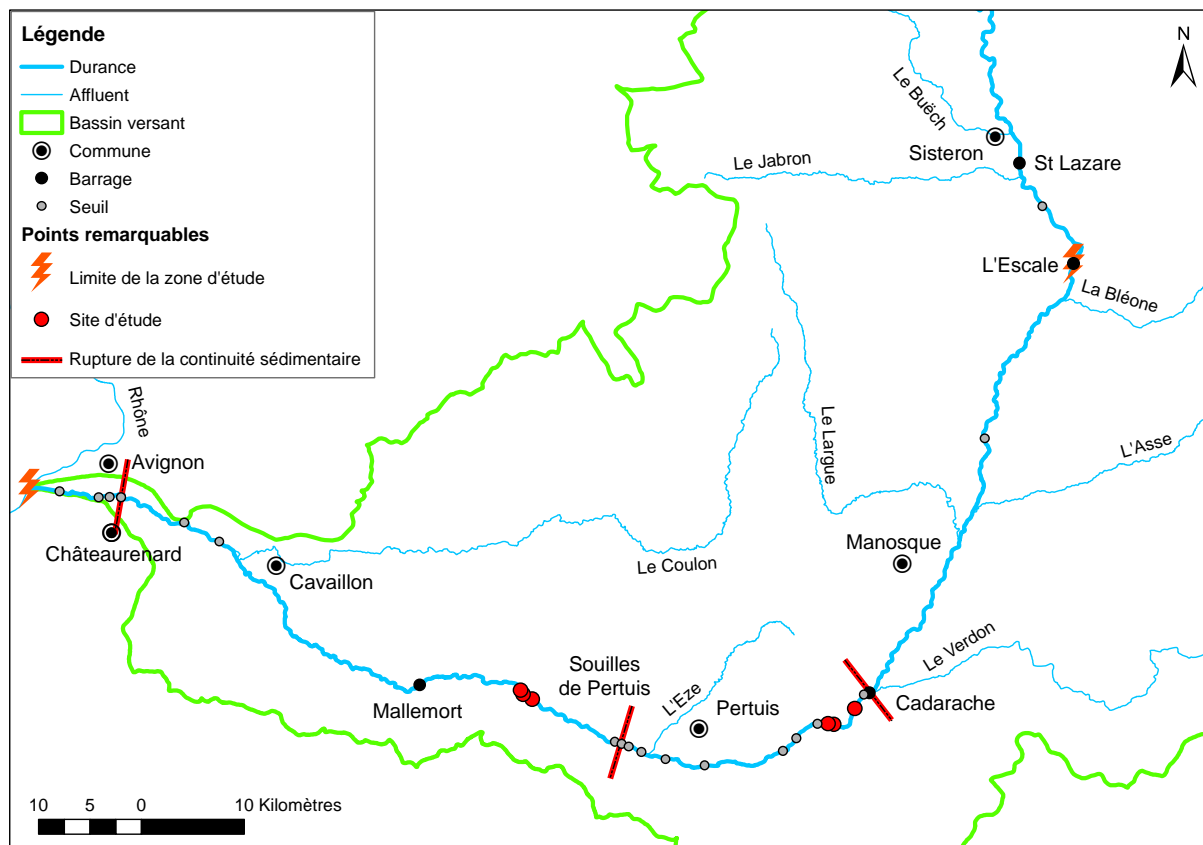 Légende
Durance
Affluent
Bassin versant
Commune
Barrage
Seuil
Points remarquables
Limite de la zone d'étude
Site d'étude
Rupture de la continuité sédimentaire
N
Le Buëch
Sisteron
St Lazare
Le Jabron
L'Escale
La Bléone
Rhône
Avignon
Le Largue
L'Asse
Châteaurenard
Cavaillon
Le Coulon
Manosque
Le Verdon
Souilles
de Pertuis
L'Eze
Pertuis
Cadarache
Mallemort
10 5 0 10 Kilomètres